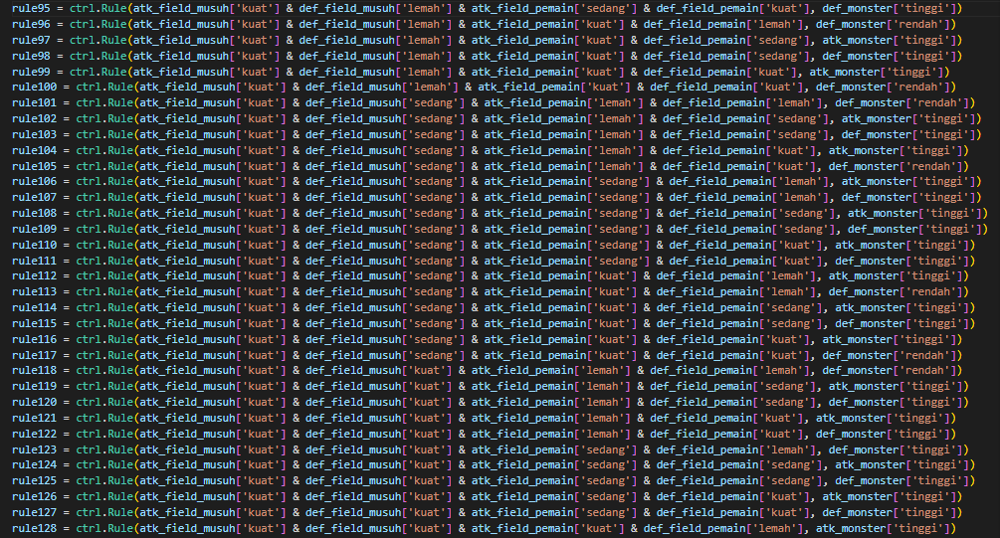 rule95 = ctrl.Rule(atk_field_musuh['kuat'] & def_field_musuh['lemah'] & atk_field_pemain['sedang'] & def_field_pemain['kuat'], def_monster['tinggi'])
rule96 = ctrl.Rule(atk_field_musuh['kuat'] & def_field_musuh['lemah'] & atk_field_pemain['kuat'] & def_field_pemain['lemah'], def_monster['rendah'])
rule97 = ctrl.Rule(atk_field_musuh['kuat'] & def_field_musuh['lemah'] & atk_field_pemain['kuat'] & def_field_pemain['sedang'], atk_monster['tinggi'])
rule98 = ctrl.Rule(atk_field_musuh['kuat'] & def_field_musuh['lemah'] & atk_field_pemain['kuat'] & def_field_pemain['sedang'], def_monster['tinggi'])
rule99 = ctrl.Rule(atk_field_musuh['kuat'] & def_field_musuh['lemah'] & atk_field_pemain['kuat'] & def_field_pemain['kuat'], atk_monster['tinggi'])
rule100 = ctrl.Rule(atk_field_musuh['kuat'] & def_field_musuh['lemah'] & atk_field_pemain['kuat'] & def_field_pemain['kuat'], def_monster['rendah'])
rule101 = ctrl.Rule(atk_field_musuh['kuat'] & def_field_musuh['sedang'] & atk_field_pemain['lemah'] & def_field_pemain['lemah'], def_monster['rendah'])
rule102 = ctrl.Rule(atk_field_musuh['kuat'] & def_field_musuh['sedang'] & atk_field_pemain['lemah'] & def_field_pemain['sedang'], atk_monster['tinggi'])
rule103 = ctrl.Rule(atk_field_musuh['kuat'] & def_field_musuh['sedang'] & atk_field_pemain['lemah'] & def_field_pemain['sedang'], def_monster['tinggi'])
rule104 = ctrl.Rule(atk_field_musuh['kuat'] & def_field_musuh['sedang'] & atk_field_pemain['lemah'] & def_field_pemain['kuat'], atk_monster['tinggi'])
rule105 = ctrl.Rule(atk_field_musuh['kuat'] & def_field_musuh['sedang'] & atk_field_pemain['lemah'] & def_field_pemain['kuat'], def_monster['rendah'])
rule106 = ctrl.Rule(atk_field_musuh['kuat'] & def_field_musuh['sedang'] & atk_field_pemain['sedang'] & def_field_pemain['lemah'], atk_monster['tinggi'])
rule107 = ctrl.Rule(atk_field_musuh['kuat'] & def_field_musuh['sedang'] & atk_field_pemain['sedang'] & def_field_pemain['lemah'], def_monster['tinggi'])
rule108 = ctrl.Rule(atk_field_musuh['kuat'] & def_field_musuh['sedang'] & atk_field_pemain['sedang'] & def_field_pemain['sedang'], atk_monster['tinggi'])
rule109 = ctrl.Rule(atk_field_musuh['kuat'] & def_field_musuh['sedang'] & atk_field_pemain['sedang'] & def_field_pemain['sedang'], def_monster['tinggi'])
rule110 = ctrl.Rule(atk_field_musuh['kuat'] & def_field_musuh['sedang'] & atk_field_pemain['sedang'] & def_field_pemain['kuat'], atk_monster['tinggi'])
rule111 = ctrl.Rule(atk_field_musuh['kuat'] & def_field_musuh['sedang'] & atk_field_pemain['sedang'] & def_field_pemain['kuat'], def_monster['tinggi'])
rule112 = ctrl.Rule(atk_field_musuh['kuat'] & def_field_musuh['sedang'] & atk_field_pemain['kuat'] & def_field_pemain['lemah'], atk_monster['tinggi'])
rule113 = ctrl.Rule(atk_field_musuh['kuat'] & def_field_musuh['sedang'] & atk_field_pemain['kuat'] & def_field_pemain['lemah'], def_monster['rendah'])
rule114 = ctrl.Rule(atk_field_musuh['kuat'] & def_field_musuh['sedang'] & atk_field_pemain['kuat'] & def_field_pemain['sedang'], atk_monster['tinggi'])
rule115 = ctrl.Rule(atk_field_musuh['kuat'] & def_field_musuh['sedang'] & atk_field_pemain['kuat'] & def_field_pemain['sedang'], def_monster['tinggi'])
rule116 = ctrl.Rule(atk_field_musuh['kuat'] & def_field_musuh['sedang'] & atk_field_pemain['kuat'] & def_field_pemain['kuat'], atk_monster['tinggi'])
rule117 = ctrl.Rule(atk_field_musuh['kuat'] & def_field_musuh['sedang'] & atk_field_pemain['kuat'] & def_field_pemain['kuat'], def_monster['rendah'])
rule118 = ctrl.Rule(atk_field_musuh['kuat'] & def_field_musuh['kuat'] & atk_field_pemain['lemah'] & def_field_pemain['lemah'], def_monster['rendah'])
rule119 = ctrl.Rule(atk_field_musuh['kuat'] & def_field_musuh['kuat'] & atk_field_pemain['lemah'] & def_field_pemain['sedang'], atk_monster['tinggi'])
rule120 = ctrl.Rule(atk_field_musuh['kuat'] & def_field_musuh['kuat'] & atk_field_pemain['lemah'] & def_field_pemain['sedang'], def_monster['tinggi'])
rule121 = ctrl.Rule(atk_field_musuh['kuat'] & def_field_musuh['kuat'] & atk_field_pemain['lemah'] & def_field_pemain['kuat'], atk_monster['tinggi'])
rule122 = ctrl.Rule(atk_field_musuh['kuat'] & def_field_musuh['kuat'] & atk_field_pemain['lemah'] & def_field_pemain['kuat'], def_monster['tinggi'])
rule123 = ctrl.Rule(atk_field_musuh['kuat'] & def_field_musuh['kuat'] & atk_field_pemain['sedang'] & def_field_pemain['lemah'], def_monster['tinggi'])
rule124 = ctrl.Rule(atk_field_musuh['kuat'] & def_field_musuh['kuat'] & atk_field_pemain['sedang'] & def_field_pemain['sedang'], atk_monster['tinggi'])
rule125 = ctrl.Rule(atk_field_musuh['kuat'] & def_field_musuh['kuat'] & atk_field_pemain['sedang'] & def_field_pemain['sedang'], def_monster['tinggi'])
rule126 = ctrl.Rule(atk_field_musuh['kuat'] & def_field_musuh['kuat'] & atk_field_pemain['sedang'] & def_field_pemain['kuat'], atk_monster['tinggi'])
rule127 = ctrl.Rule(atk_field_musuh['kuat'] & def_field_musuh['kuat'] & atk_field_pemain['sedang'] & def_field_pemain['kuat'], def_monster['tinggi'])
rule128 = ctrl.Rule(atk_field_musuh['kuat'] & def_field_musuh['kuat'] & atk_field_pemain['kuat'] & def_field_pemain['lemah'], atk_monster['tinggi'])